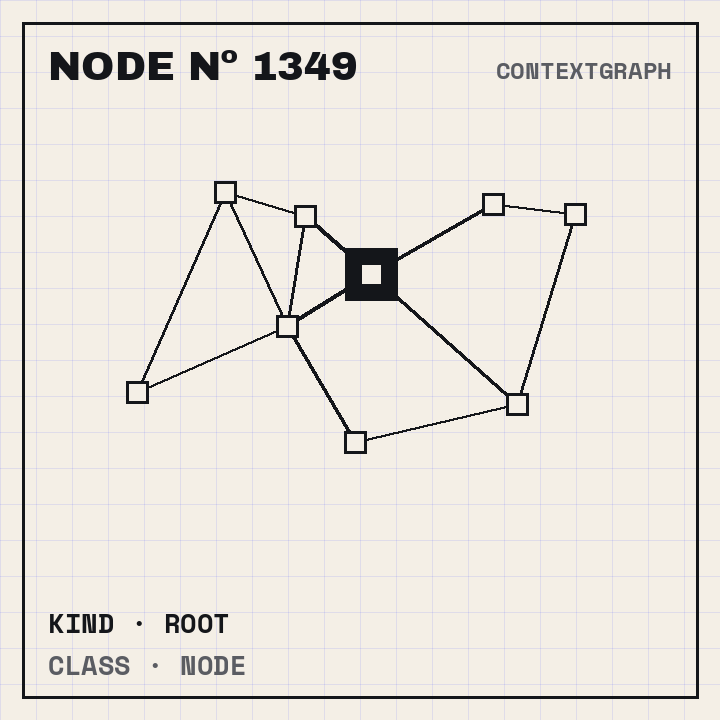 NODE Nº 1349
CONTEXTGRAPH
KIND · ROOT
CLASS · NODE